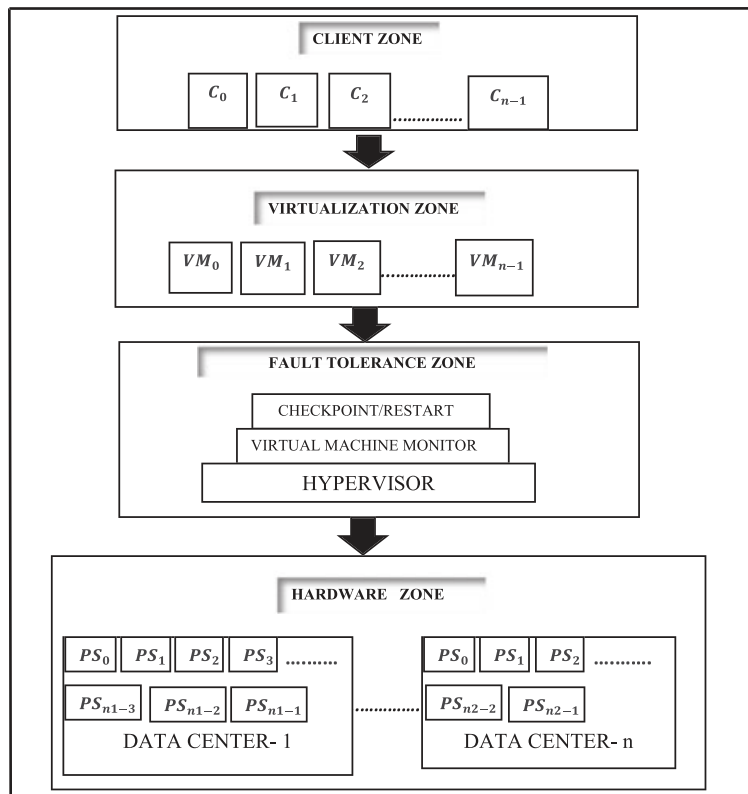 CLIENT ZONE
C₀ C₁ C₂ ............... Cₙ₋₁
VIRTUALIZATION ZONE
VM₀ VM₁ VM₂ ................ VMₙ₋₁
FAULT TOLERANCE ZONE
CHECKPOINT/RESTART
VIRTUAL MACHINE MONITOR
HYPERVISOR
HARDWARE ZONE
PS₀ PS₁ PS₂ PS₃ ..........
PSₙ₁₋₃ PSₙ₁₋₂ PSₙ₁₋₁
DATA CENTER- 1
..............
PS₀ PS₁ PS₂ ..........
PSₙ₂₋₂ PSₙ₂₋₁
DATA CENTER- n